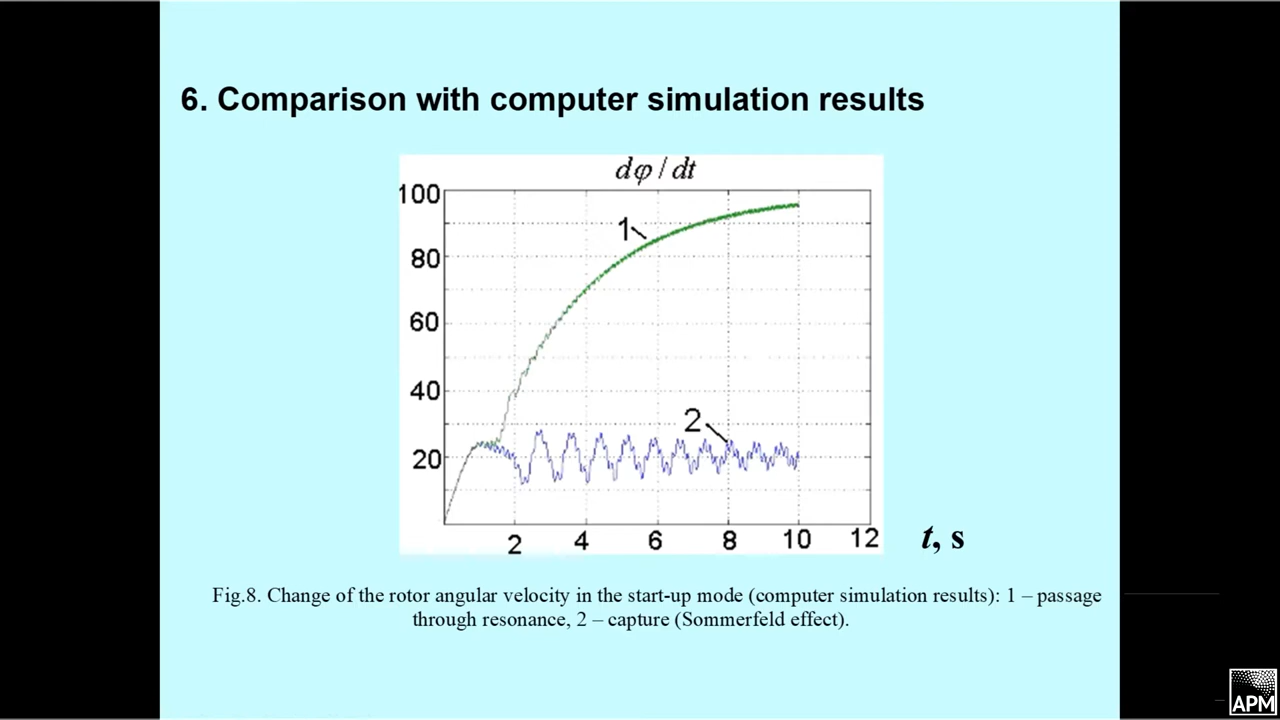 6. Comparison with computer simulation results
dφ / dt
100
80
60
40
20
1
2
2 4 6 8 10 12
t, s
Fig.8. Change of the rotor angular velocity in the start-up mode (computer simulation results): 1 – passage
through resonance, 2 – capture (Sommerfeld effect).
APM